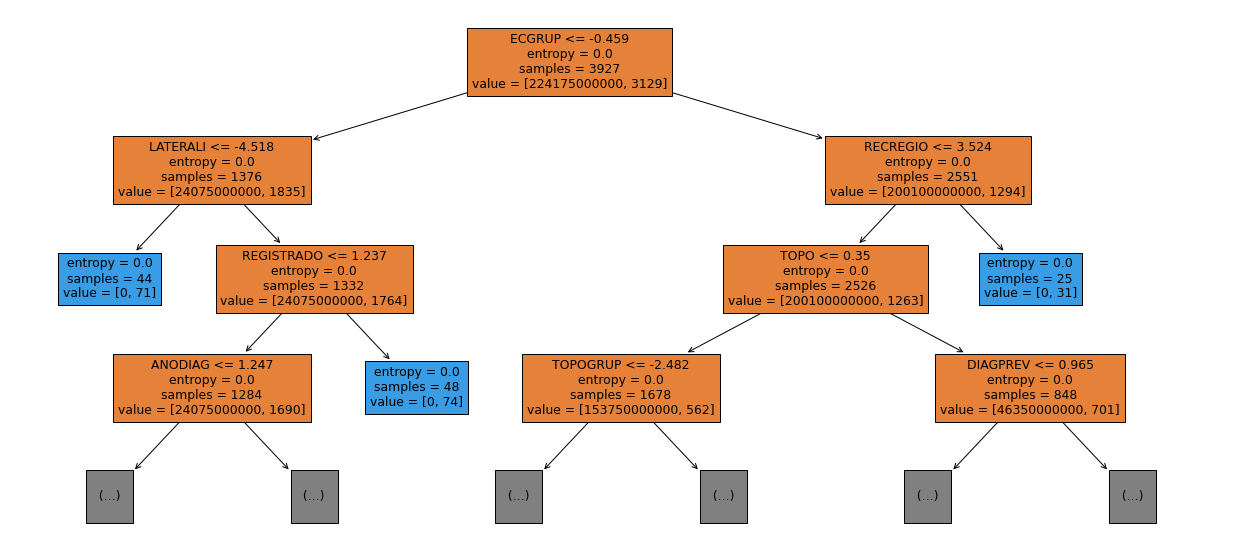 ECGRUP <= -0.459
entropy = 0.0
samples = 3927
value = [224175000000, 3129]
LATERALI <= -4.518
entropy = 0.0
samples = 1376
value = [24075000000, 1835]
RECREGIO <= 3.524
entropy = 0.0
samples = 2551
value = [200100000000, 1294]
entropy = 0.0
samples = 44
value = [0, 71]
REGISTRADO <= 1.237
entropy = 0.0
samples = 1332
value = [24075000000, 1764]
TOPO <= 0.35
entropy = 0.0
samples = 2526
value = [200100000000, 1263]
entropy = 0.0
samples = 25
value = [0, 31]
ANODIAG <= 1.247
entropy = 0.0
samples = 1284
value = [24075000000, 1690]
entropy = 0.0
samples = 48
value = [0, 74]
TOPOGRUP <= -2.482
entropy = 0.0
samples = 1678
value = [153750000000, 562]
DIAGPREV <= 0.965
entropy = 0.0
samples = 848
value = [46350000000, 701]
(...)
(...)
(...)
(...)
(...)
(...)